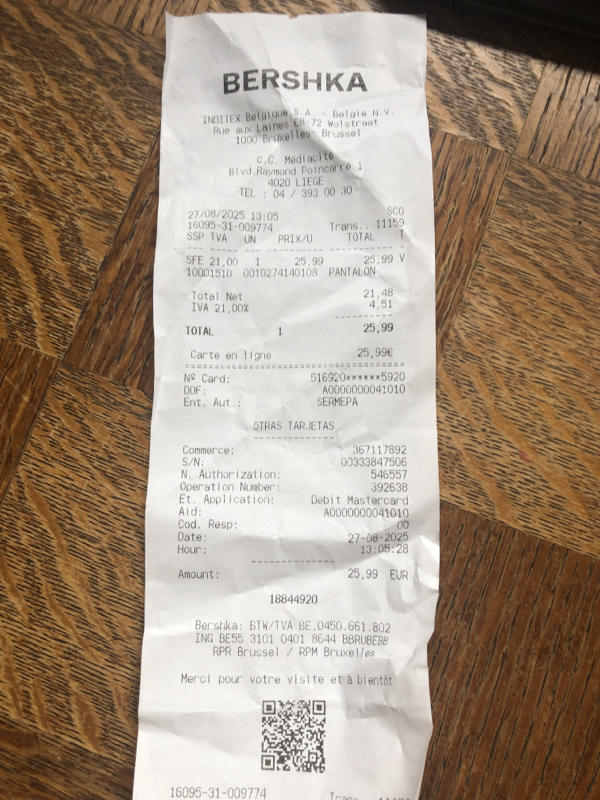 BERSHKA
INDITEX Belgique S.A. - Belgie N.V.
Rue aux Laines 68-72 Wolstraat
1000 Bruxelles- Brussel
C.C. Médiacité
Blvd Raymond Poincarré 1
4020 LIEGE
TEL : 04 / 393 00 30
27/08/2025 13:05 SCO
16095-31-009774 Trans.: 11159
SSP TVA UN PRIX/U TOTAL T
SFE 21,00 1 25,99 25,99 V
10001510 0010274140108 PANTALON
Total Net 21,48
IVA 21,00% 4,51
TOTAL 1 25,99
Carte en ligne 25,99€
Nº Card: 516920******5920
DDF: A0000000041010
Ent. Aut.: SERMEPA
OTRAS TARJETAS
Commerce: 367117892
S/N: 00333847506
N. Authorization: 546557
Operation Number: 392638
Et. Application: Debit Mastercard
Aid: A0000000041010
Cod. Resp: 00
Date: 27-08-2025
Hour: 13:05:28
Amount: 25,99 EUR
18844920
Bershka: BTW/TVA BE.0450.661.802
ING BE55 3101 0401 8644 BBRUBEBB
RPR Brussel / RPM Bruxelles
Merci pour votre visite et à bientôt
16095-31-009774